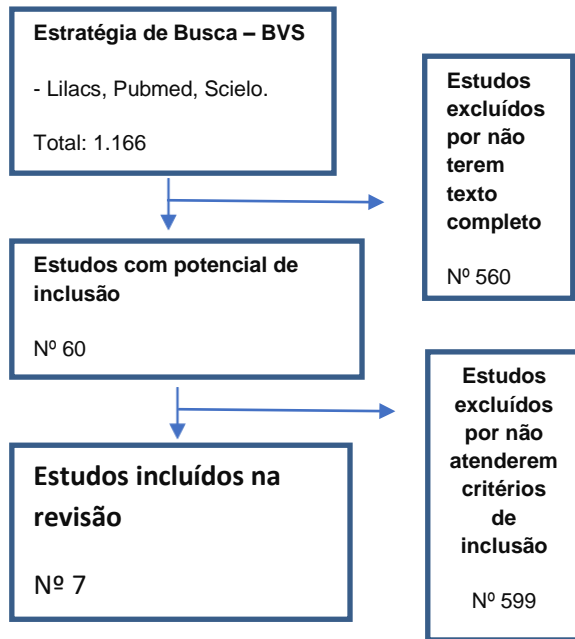 Estratégia de Busca – BVS
- Lilacs, Pubmed, Scielo.
Total: 1.166
Estudos
excluídos
por não
terem
texto
completo
Nº 560
Estudos com potencial de
inclusão
Nº 60
Estudos
excluídos
por não
atenderem
critérios
de
inclusão
Nº 599
Estudos incluídos na
revisão
Nº 7